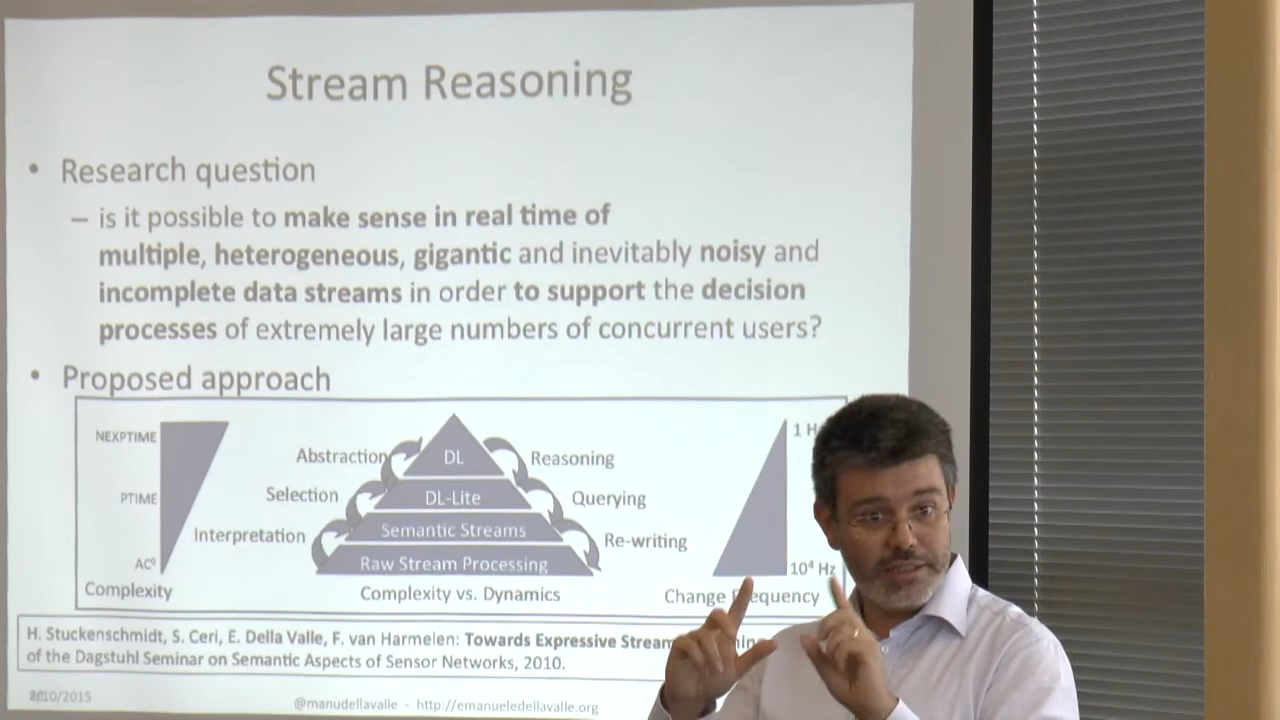 Stream Reasoning
• Research question
– is it possible to make sense in real time of
multiple, heterogeneous, gigantic and inevitably noisy and
incomplete data streams in order to support the decision
processes of extremely large numbers of concurrent users?
• Proposed approach
NEXPTIME
PTIME
AC⁰
Complexity
Abstraction
Selection
Interpretation
DL
DL-Lite
Semantic Streams
Raw Stream Processing
Reasoning
Querying
Re-writing
Complexity vs. Dynamics
1 H
10⁴ Hz
Change
H. Stuckenschmidt, S. Ceri, E. Della Valle, F. van Harmelen: Towards Expressive
of the Dagstuhl Seminar on Semantic Aspects of Sensor Networks, 2010.
10/2015
@manudellavalle - http://emanueledellavalle.org